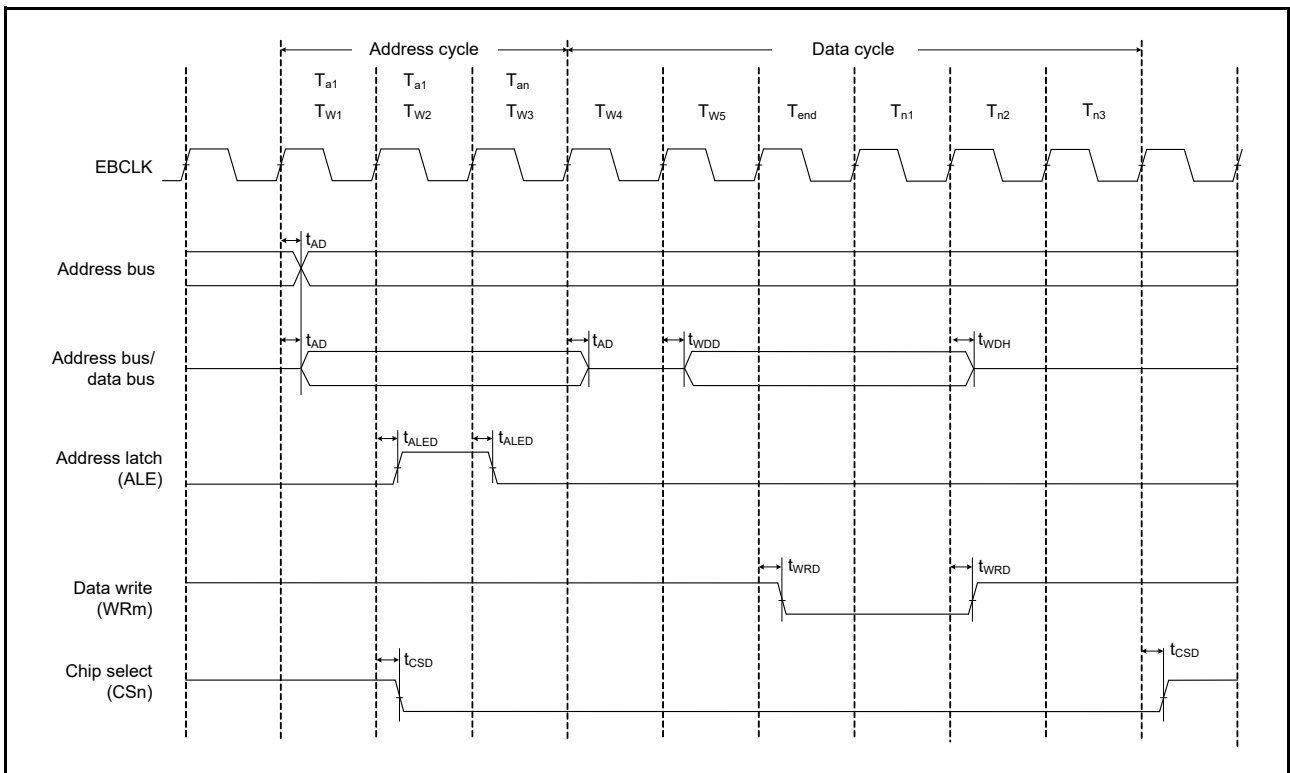 Address cycle Data cycle
Ta1 Ta1 Tan
TW1 TW2 TW3 TW4 TW5 Tend Tn1 Tn2 Tn3
EBCLK
tAD
Address bus
tAD tAD tWDD tWDH
Address bus/
data bus
tALED tALED
Address latch
(ALE)
tWRD tWRD
Data write
(WRm)
tCSD tCSD
Chip select
(CSn)